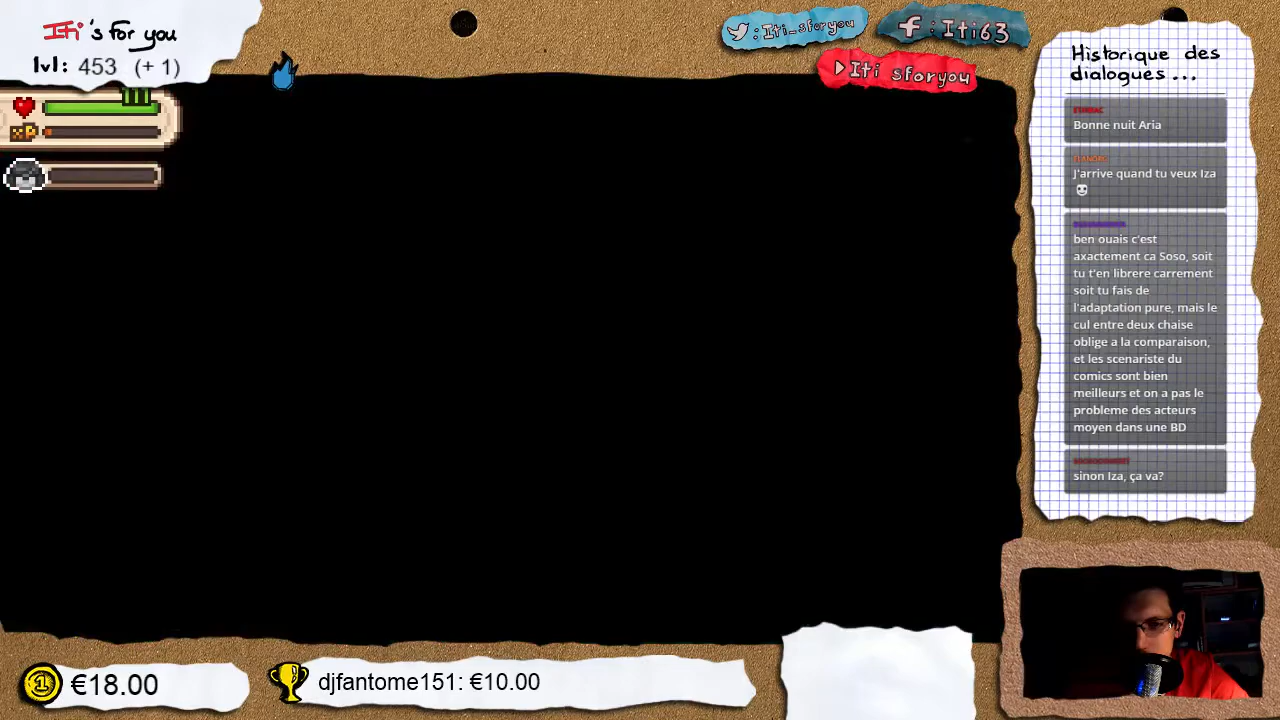 Iti's for you
lvl: 453 (+ 1)
XP
: Iti_sforyou
: Iti63
Iti sforyou
Historique des
dialogues ...
Bonne nuit Aria
J'arrive quand tu veux Iza
ben ouais c'est
axactement ca Soso, soit
tu t'en librere carrement
soit tu fais de
l'adaptation pure, mais le
cul entre deux chaise
oblige a la comparaison,
et les scenariste du
comics sont bien
meilleurs et on a pas le
probleme des acteurs
moyen dans une BD
sinon Iza, ça va?
1
€18.00
djfantome151: €10.00